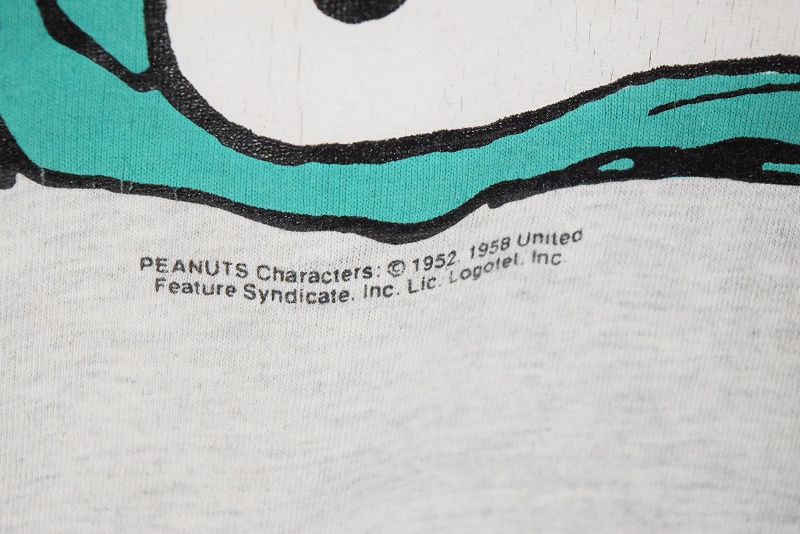 PEANUTS Characters: © 1952, 1958 United
Feature Syndicate, Inc. Lic. Logotel, Inc.